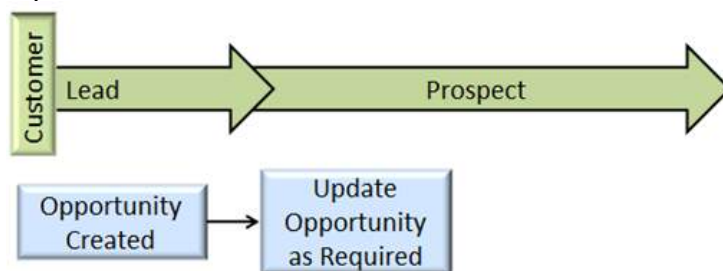 Customer
Lead
Prospect
Opportunity
Created
Update
Opportunity
as Required